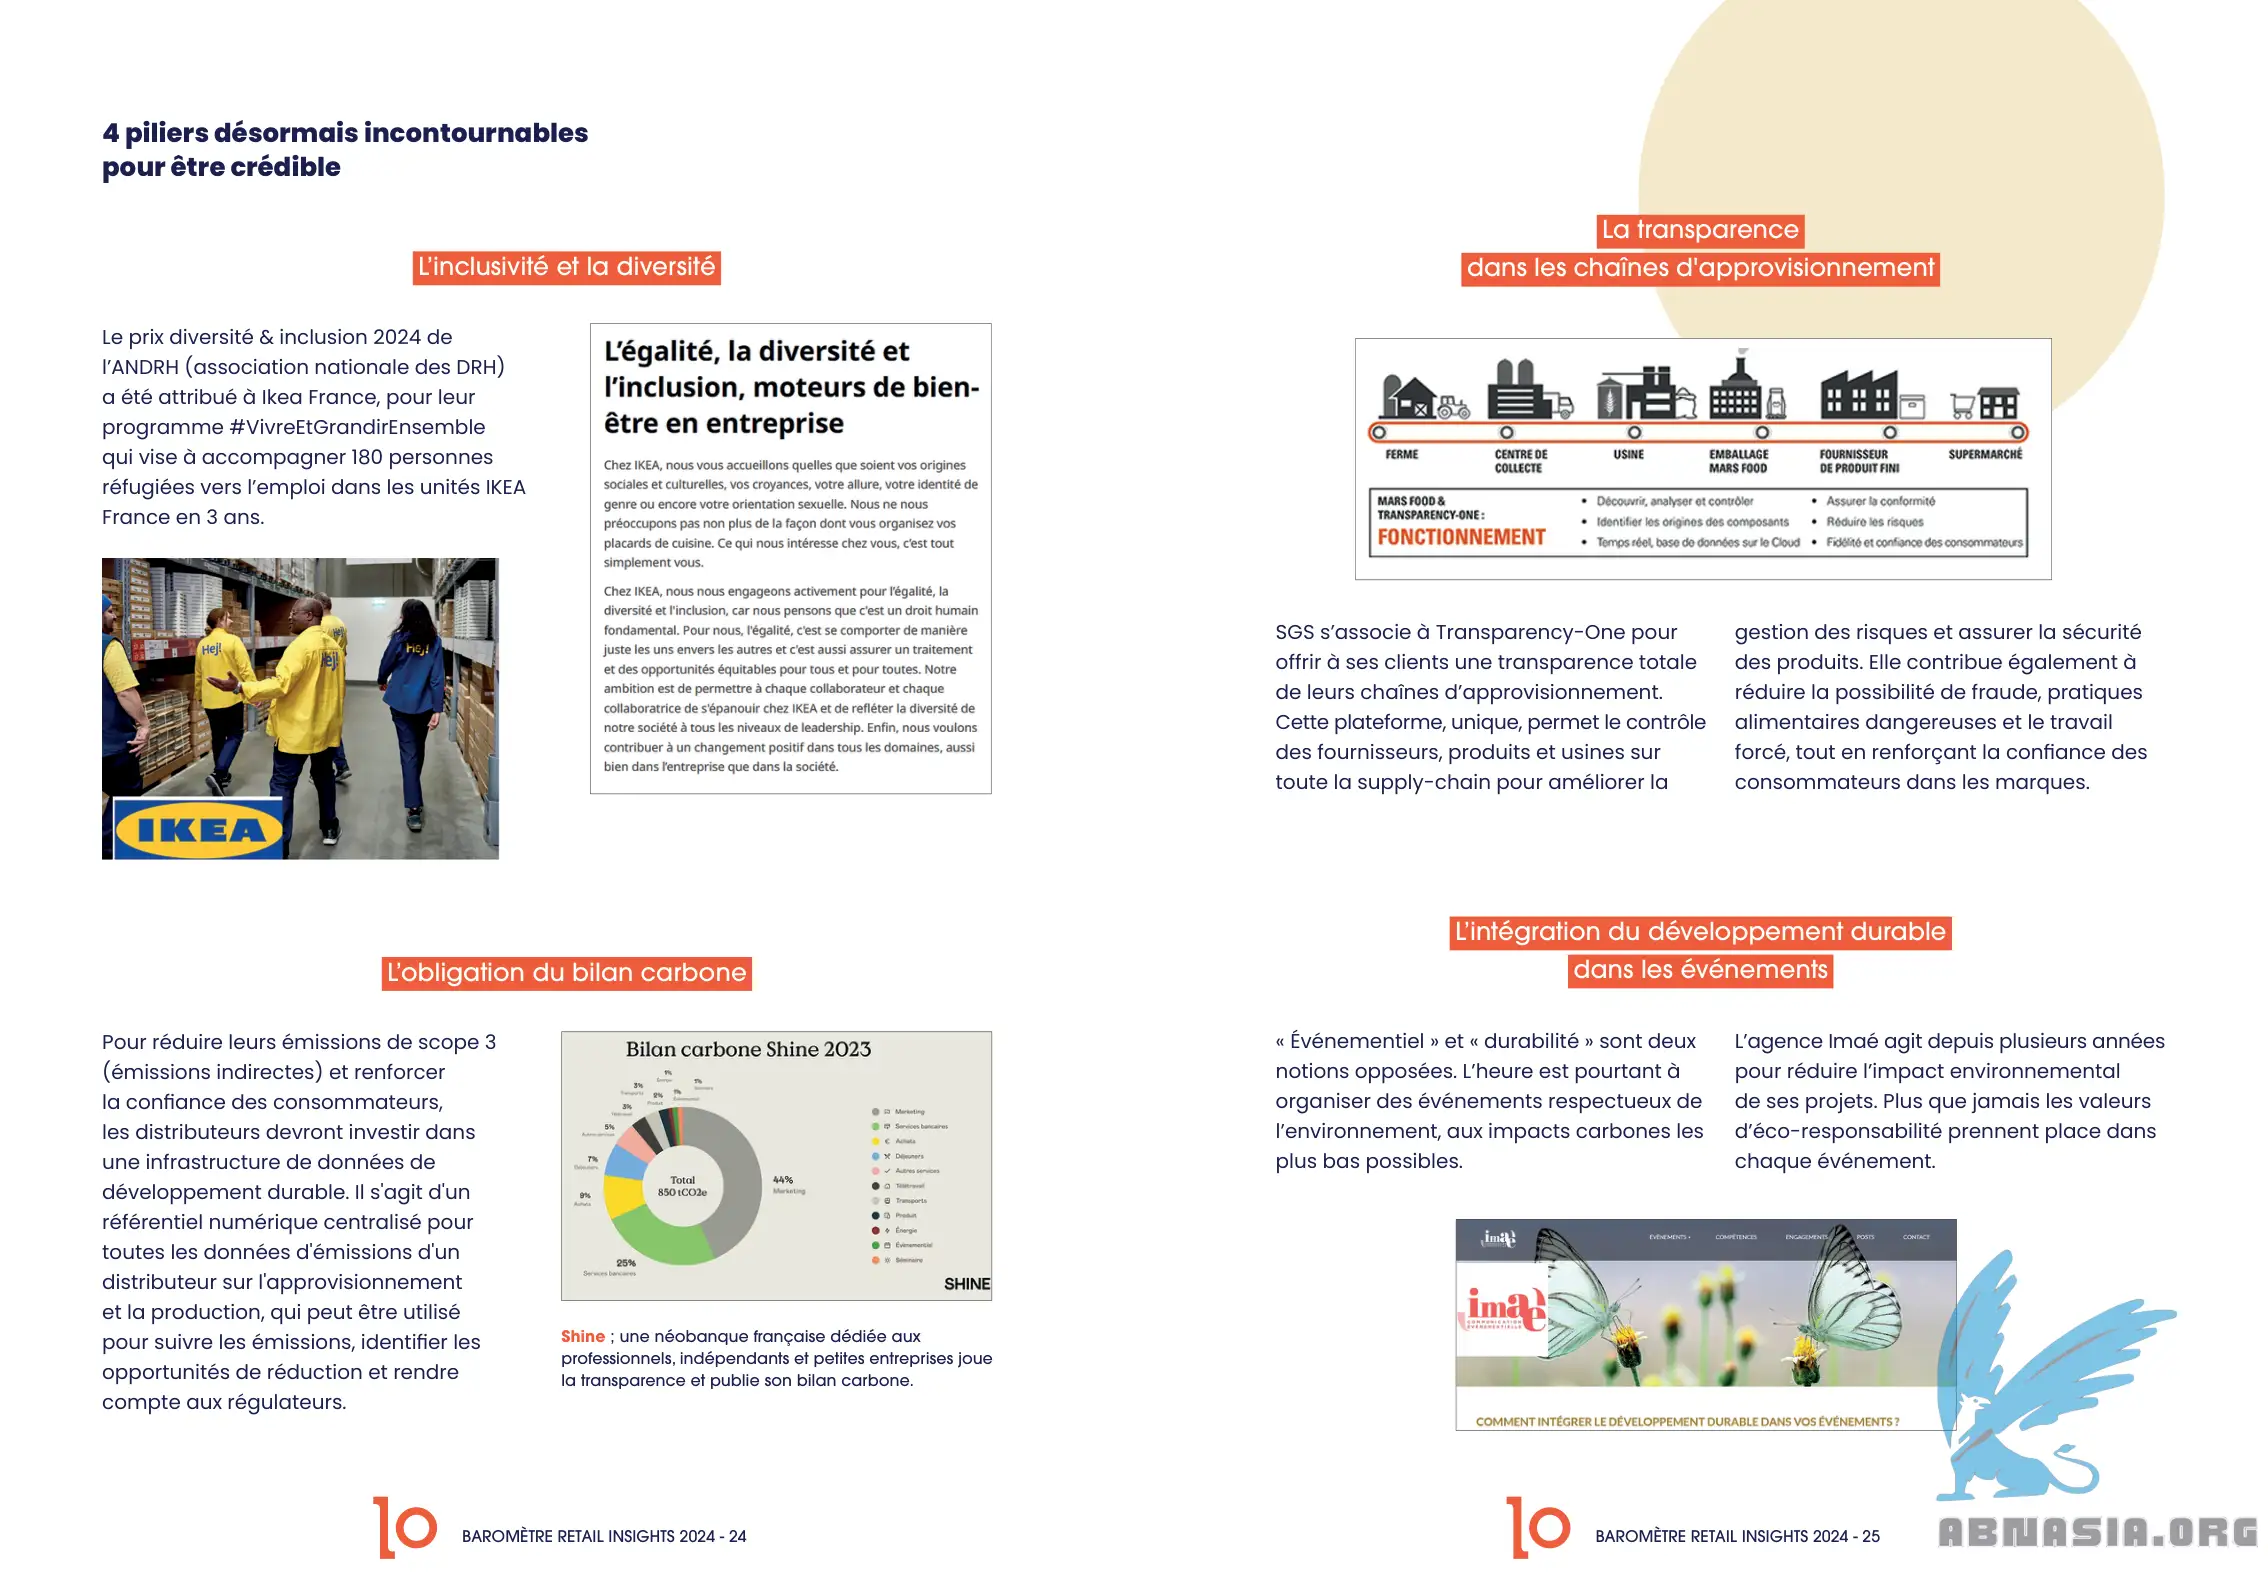 4 piliers désormais incontournables
pour être crédible
L’inclusivité et la diversité
Le prix diversité & inclusion 2024 de
l’ANDRH (association nationale des DRH)
a été attribué à Ikea France, pour leur
programme #VivreEtGrandirEnsemble
qui vise à accompagner 180 personnes
réfugiées vers l’emploi dans les unités IKEA
France en 3 ans.
Hej!
Hej!
Hej!
Hej!
IKEA
L’égalité, la diversité et
l’inclusion, moteurs de bien-
être en entreprise
Chez IKEA, nous vous accueillons quelles que soient vos origines
sociales et culturelles, vos croyances, votre allure, votre identité de
genre ou encore votre orientation sexuelle. Nous ne nous
préoccupons pas non plus de la façon dont vous organisez vos
placards de cuisine. Ce qui nous intéresse chez vous, c’est tout
simplement vous.
Chez IKEA, nous nous engageons activement pour l’égalité, la
diversité et l'inclusion, car nous pensons que c'est un droit humain
fondamental. Pour nous, l'égalité, c'est se comporter de manière
juste les uns envers les autres et c'est aussi assurer un traitement
et des opportunités équitables pour tous et pour toutes. Notre
ambition est de permettre à chaque collaborateur et chaque
collaboratrice de s'épanouir chez IKEA et de refléter la diversité de
notre société à tous les niveaux de leadership. Enfin, nous voulons
contribuer à un changement positif dans tous les domaines, aussi
bien dans l’entreprise que dans la société.
L’obligation du bilan carbone
Pour réduire leurs émissions de scope 3
(émissions indirectes) et renforcer
la confiance des consommateurs,
les distributeurs devront investir dans
une infrastructure de données de
développement durable. Il s'agit d'un
référentiel numérique centralisé pour
toutes les données d'émissions d'un
distributeur sur l'approvisionnement
et la production, qui peut être utilisé
pour suivre les émissions, identifier les
opportunités de réduction et rendre
compte aux régulateurs.
Bilan carbone Shine 2023
1%
Énergie
1%
Séminaire
3%
Transports
2%
Produit
1%
Évènementiel
3%
Télétravail
5%
Autres services
7%
Déjeuners
9%
Achats
25%
Services bancaires
44%
Marketing
Total
850 tCO2e
Marketing
Services bancaires
Achats
Déjeuners
Autres services
Télétravail
Transports
Produit
Énergie
Évènementiel
Séminaire
SHINE
Shine ; une néobanque française dédiée aux
professionnels, indépendants et petites entreprises joue
la transparence et publie son bilan carbone.
BAROMÈTRE RETAIL INSIGHTS 2024 - 24
La transparence
dans les chaînes d'approvisionnement
FERME
CENTRE DE
COLLECTE
USINE
EMBALLAGE
MARS FOOD
FOURNISSEUR
DE PRODUIT FINI
SUPERMARCHÉ
MARS FOOD &
TRANSPARENCY-ONE :
FONCTIONNEMENT
• Découvrir, analyser et contrôler
• Identifier les origines des composants
• Temps réel, base de données sur le Cloud
• Assurer la conformité
• Réduire les risques
• Fidélité et confiance des consommateurs
SGS s’associe à Transparency-One pour
offrir à ses clients une transparence totale
de leurs chaînes d’approvisionnement.
Cette plateforme, unique, permet le contrôle
des fournisseurs, produits et usines sur
toute la supply-chain pour améliorer la
gestion des risques et assurer la sécurité
des produits. Elle contribue également à
réduire la possibilité de fraude, pratiques
alimentaires dangereuses et le travail
forcé, tout en renforçant la confiance des
consommateurs dans les marques.
L’intégration du développement durable
dans les événements
« Événementiel » et « durabilité » sont deux
notions opposées. L’heure est pourtant à
organiser des événements respectueux de
l’environnement, aux impacts carbones les
plus bas possibles.
L’agence Imaé agit depuis plusieurs années
pour réduire l’impact environnemental
de ses projets. Plus que jamais les valeurs
d’éco-responsabilité prennent place dans
chaque événement.
imaé
ÉVÉNEMENTS
COMPÉTENCES
ENGAGEMENTS
POSTS
CONTACT
imaé
COMMUNICATION
ÉVÉNEMENTIELLE
COMMENT INTÉGRER LE DÉVELOPPEMENT DURABLE DANS VOS ÉVÉNEMENTS ?
BAROMÈTRE RETAIL INSIGHTS 2024 - 25
ABNASIA.ORG